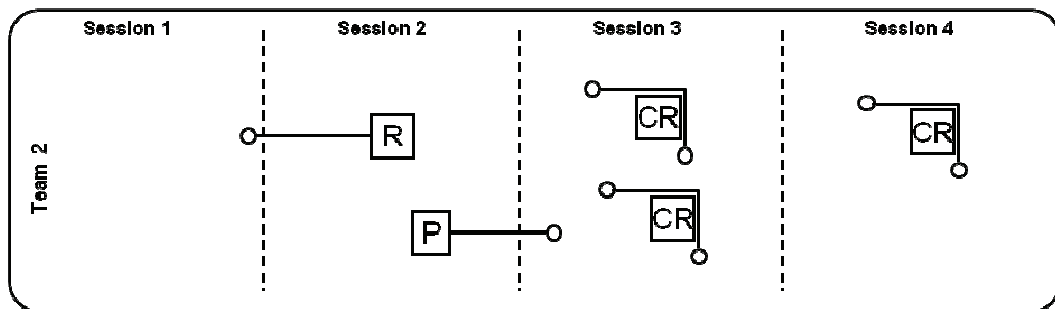 Session 1 Session 2 Session 3 Session 4
Team 2
R
P
CR
CR
CR